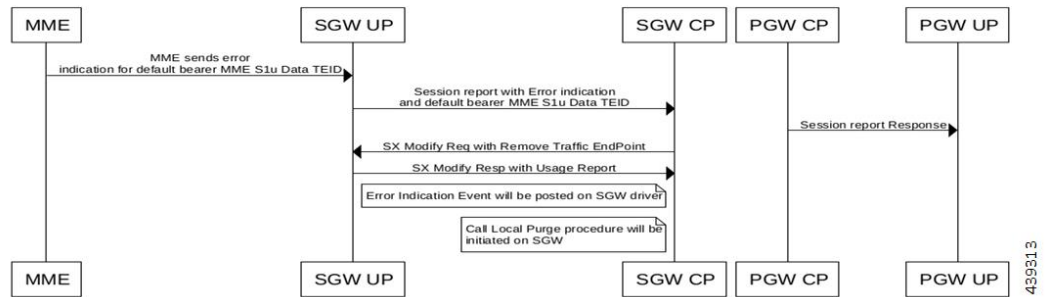 MME
SGW UP
SGW CP
PGW CP
PGW UP
MME sends error
indication for default bearer MME S1u Data TEID
Session report with Error indication
and default bearer MME S1u Data TEID
Session report Response
SX Modify Req with Remove Traffic EndPoint
SX Modify Resp with Usage Report
Error Indication Event will be posted on SGW driver
Call Local Purge procedure will be
initiated on SGW
MME
SGW UP
SGW CP
PGW CP
PGW UP
439313